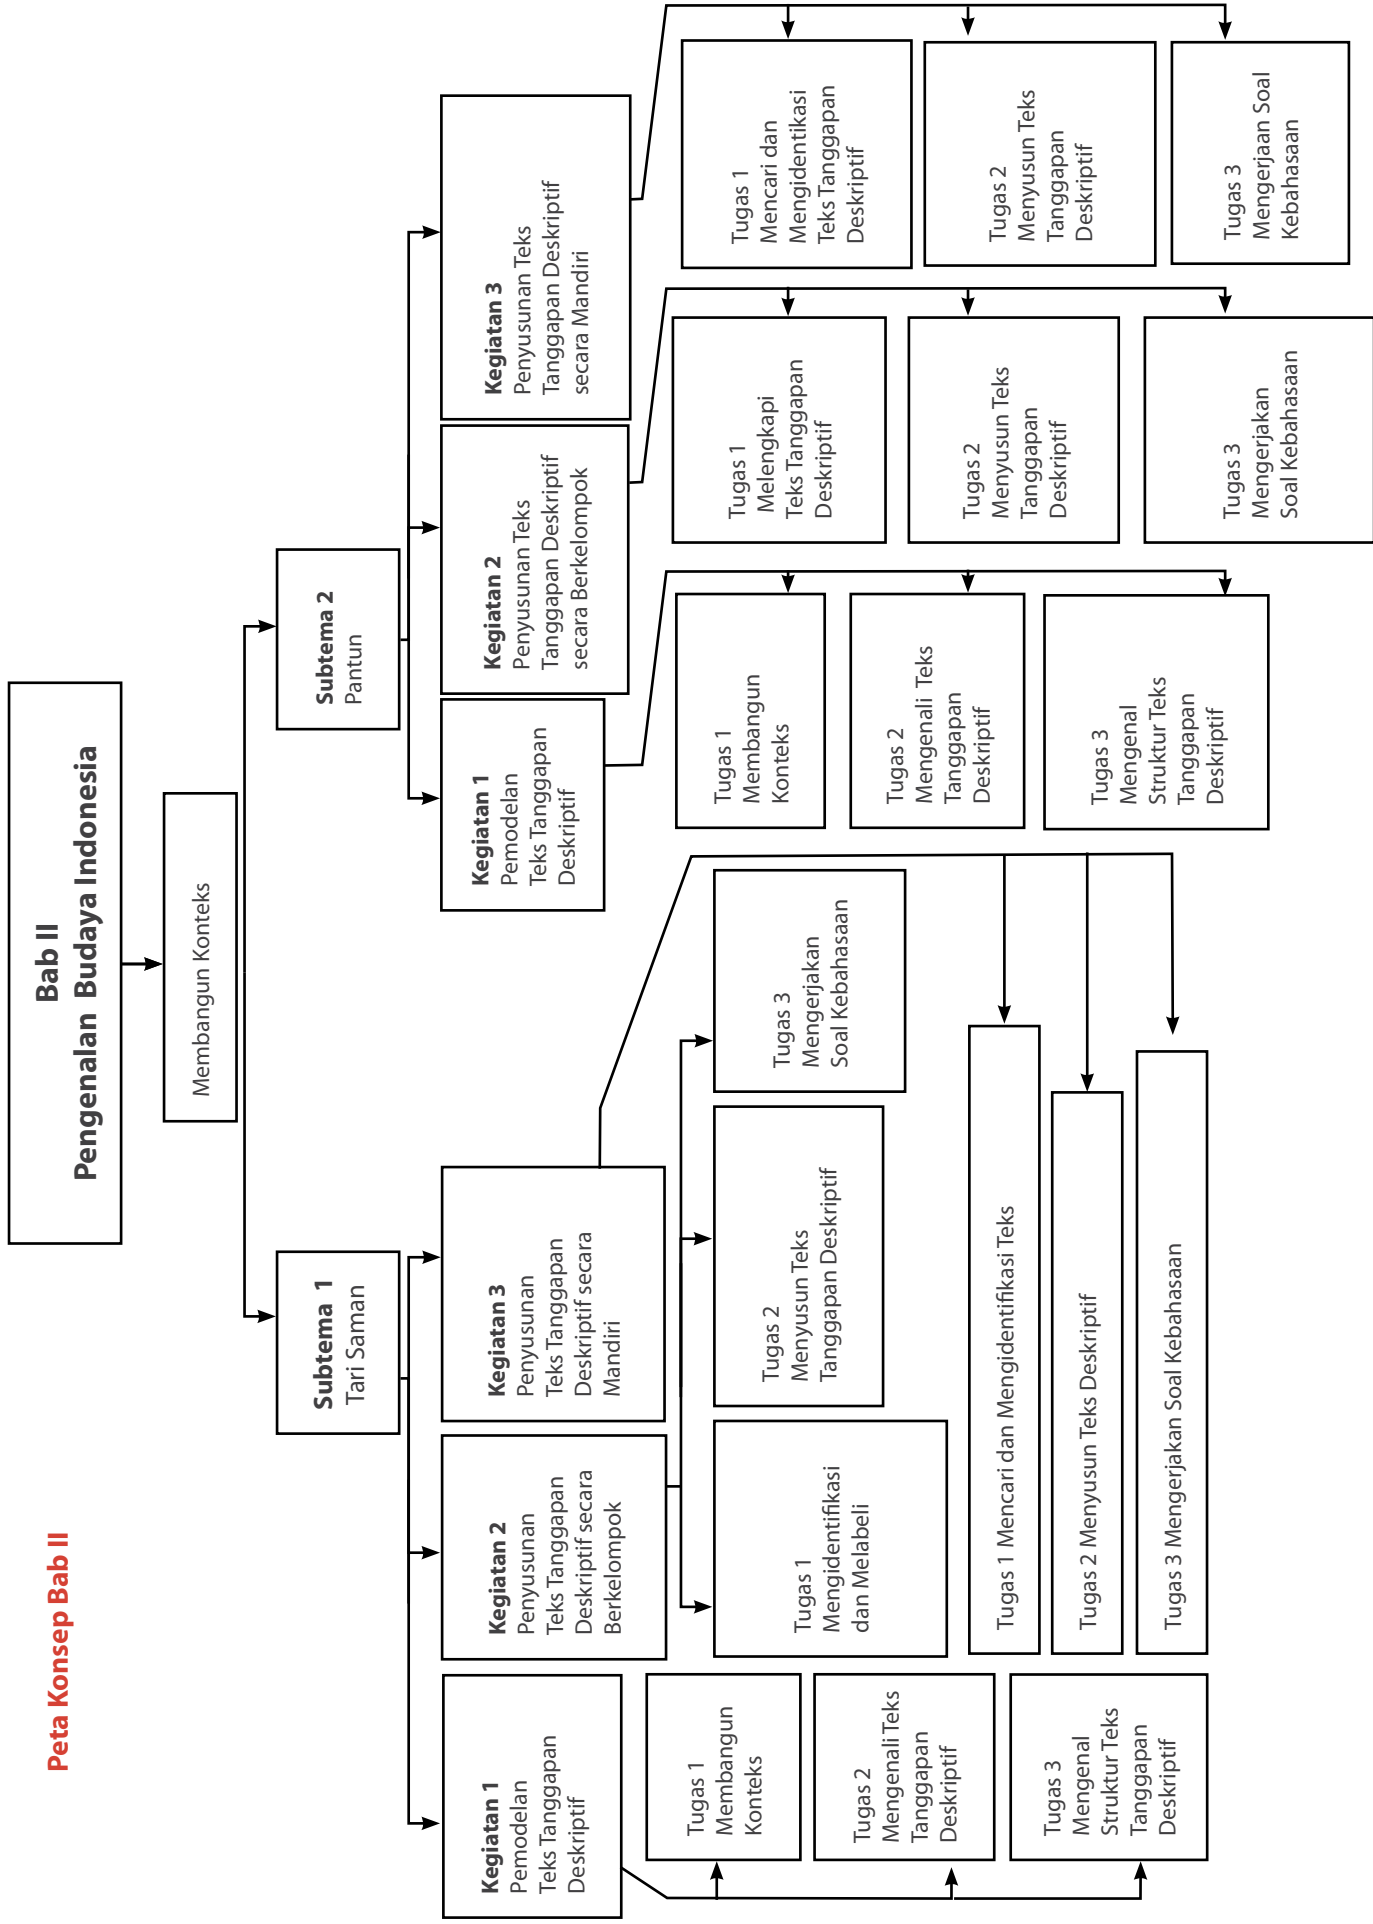 Peta Konsep Bab II
Bab II
Pengenalan Budaya Indonesia
Membangun Konteks
Subtema 1
Tari Saman
Kegiatan 1
Pemodelan
Teks Tanggapan
Deskriptif
Tugas 1
Membangun
Konteks
Tugas 2
Mengenali Teks
Tanggapan
Deskriptif
Tugas 3
Mengenal
Struktur Teks
Tanggapan
Deskriptif
Kegiatan 2
Penyusunan
Teks Tanggapan
Deskriptif secara
Berkelompok
Tugas 1
Mengidentifikasi
dan Melabeli
Tugas 2
Menyusun Teks
Tanggapan Deskriptif
Tugas 3
Mengerjakan
Soal Kebahasaan
Kegiatan 3
Penyusunan
Teks Tanggapan
Deskriptif secara
Mandiri
Tugas 1 Mencari dan Mengidentifikasi Teks
Tugas 2 Menyusun Teks Deskriptif
Tugas 3 Mengerjakan Soal Kebahasaan
Subtema 2
Pantun
Kegiatan 1
Pemodelan
Teks Tanggapan
Deskriptif
Tugas 1
Membangun
Konteks
Tugas 2
Mengenali Teks
Tanggapan
Deskriptif
Tugas 3
Mengenal
Struktur Teks
Tanggapan
Deskriptif
Kegiatan 2
Penyusunan Teks
Tanggapan Deskriptif
secara Berkelompok
Tugas 1
Melengkapi
Teks Tanggapan
Deskriptif
Tugas 2
Menyusun Teks
Tanggapan
Deskriptif
Tugas 3
Mengerjakan
Soal Kebahasaan
Kegiatan 3
Penyusunan Teks
Tanggapan Deskriptif
secara Mandiri
Tugas 1
Mencari dan
Mengidentikasi
Teks Tanggapan
Deskriptif
Tugas 2
Menyusun Teks
Tanggapan
Deskriptif
Tugas 3
Mengerjaan Soal
Kebahasaan